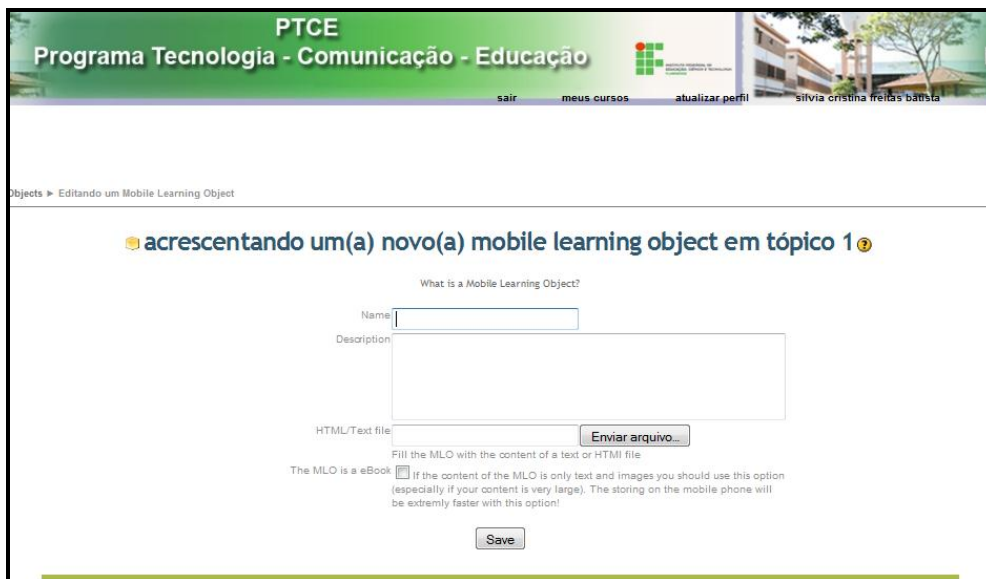 PTCE
Programa Tecnologia - Comunicação - Educação
sair meus cursos atualizar perfil silvia cristina freitas batista
Objects ► Editando um Mobile Learning Object
acrescentando um(a) novo(a) mobile learning object em tópico 1
What is a Mobile Learning Object?
Name
Description
HTML/Text file Enviar arquivo...
Fill the MLO with the content of a text or HTMl file
The MLO is a eBook If the content of the MLO is only text and images you should use this option
(especially if your content is very large). The storing on the mobile phone will
be extremly faster with this option!
Save